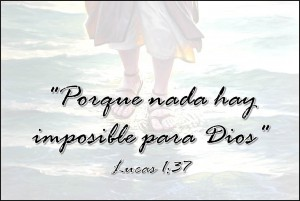 "Porque nada hay
imposible para Dios"
Lucas 1:37